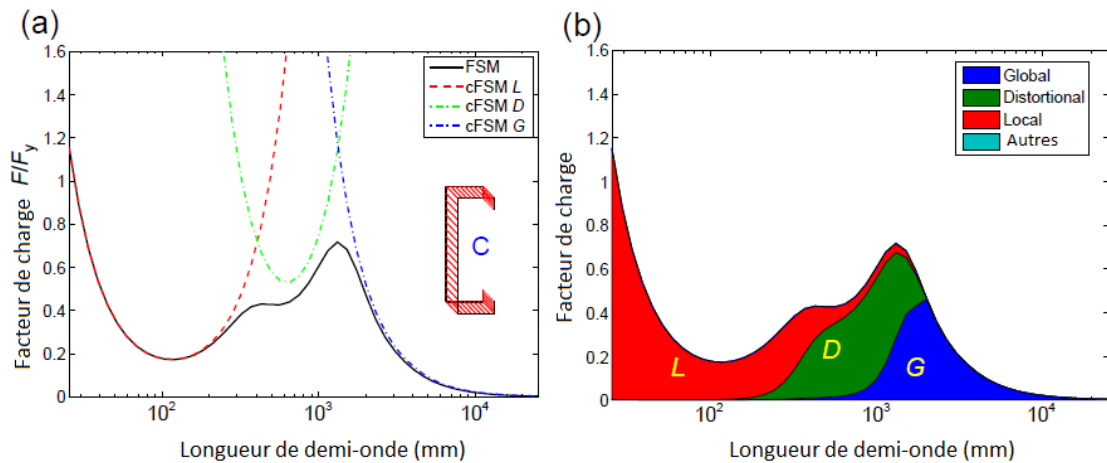 (a)
Facteur de charge F/Fy
1.6
1.4
1.2
1
0.8
0.6
0.4
0.2
0
FSM
cFSM L
cFSM D
cFSM G
C
10²
10³
10⁴
Longueur de demi-onde (mm)
(b)
Facteur de charge
1.6
1.4
1.2
1
0.8
0.6
0.4
0.2
0
Global
Distortional
Local
Autres
L
D
G
10²
10³
10⁴
Longueur de demi-onde (mm)